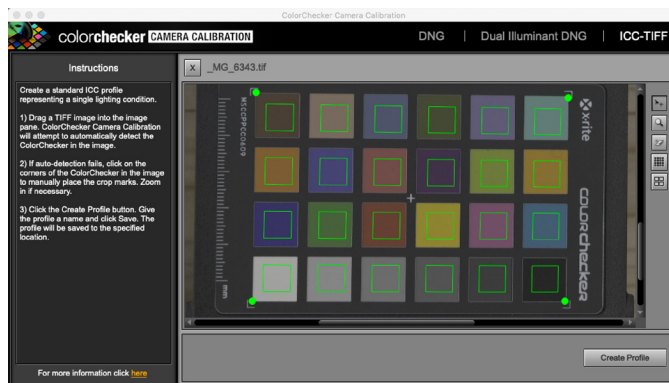 ColorChecker Camera Calibration
colorchecker CAMERA CALIBRATION
DNG | Dual Illuminant DNG | ICC-TIFF
Instructions
Create a standard ICC profile
representing a single lighting condition.
1) Drag a TIFF image into the image
pane. ColorChecker Camera Calibration
will attempt to automatically detect the
ColorChecker in the image.
2) If auto-detection fails, click on the
corners of the ColorChecker in the image
to manually place the crop marks. Zoom
in if necessary.
3) Click the Create Profile button. Give
the profile a name and click Save. The
profile will be saved to the specified
location.
For more information click here
X _MG_6343.tif
MSCCPPCC0409
mm
x-rite
colorchecker
Create Profile